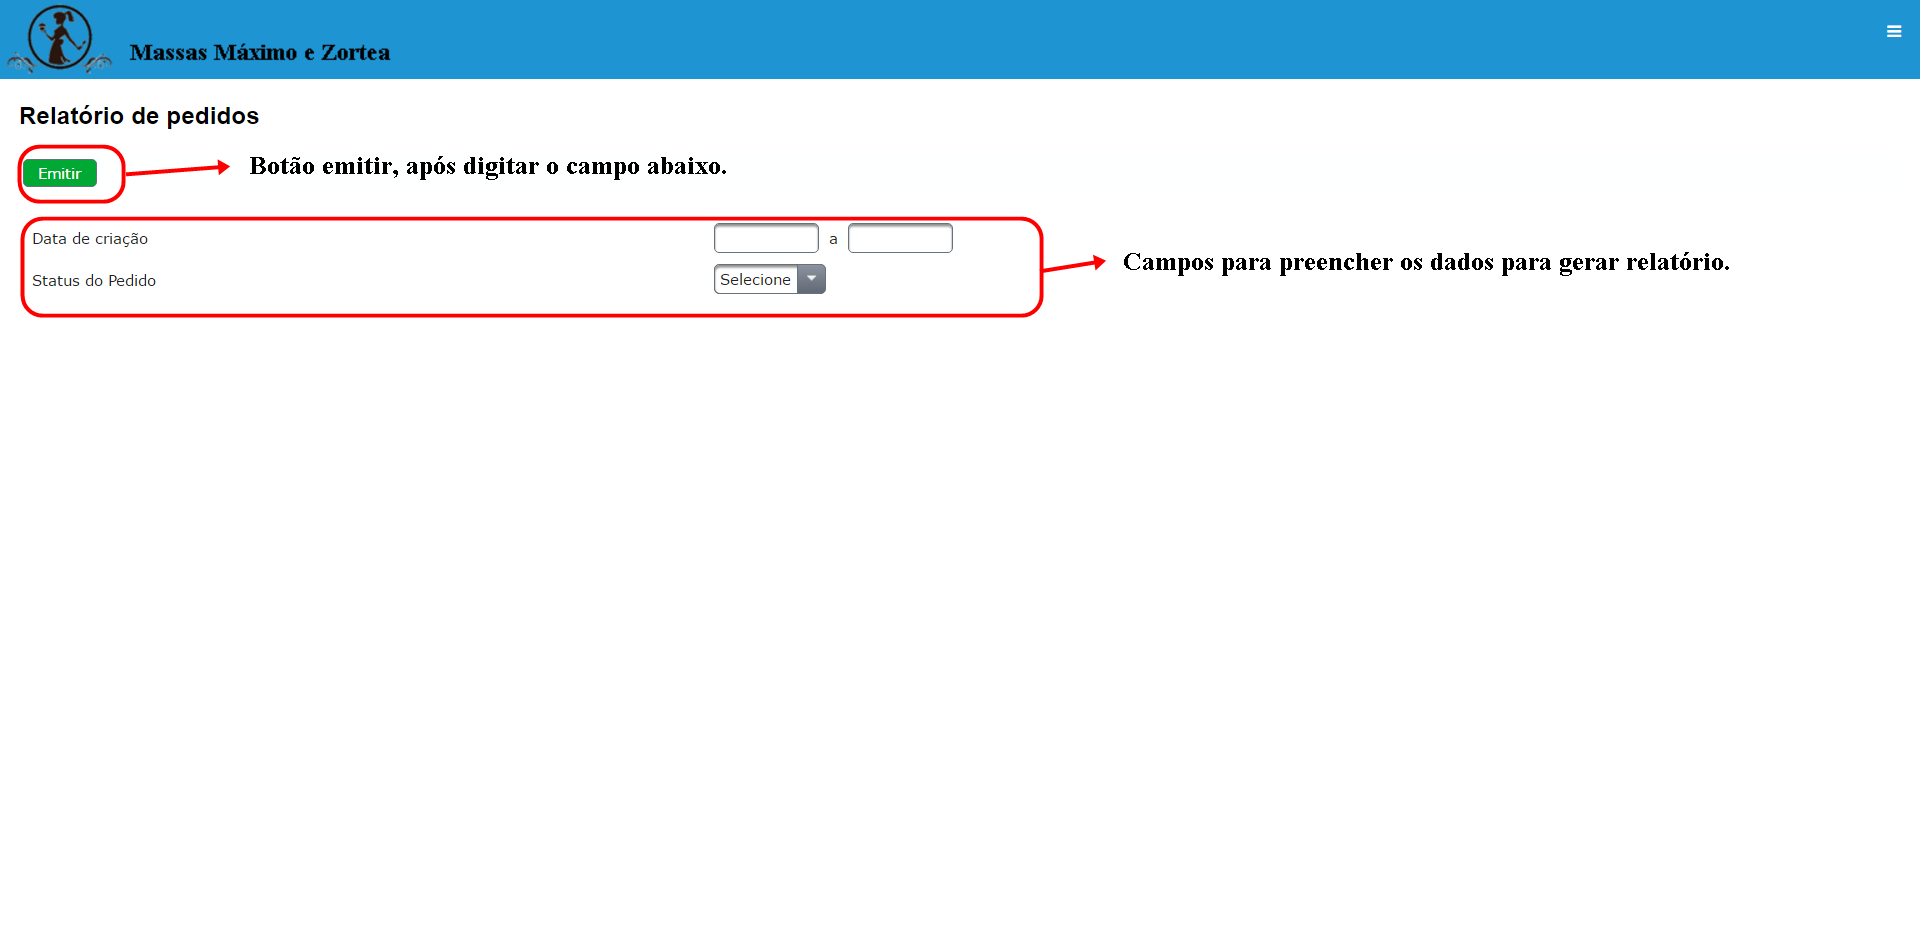 Massas Máximo e Zortea
Relatório de pedidos
Emitir
Botão emitir, após digitar o campo abaixo.
Data de criação a
Status do Pedido Selecione
Campos para preencher os dados para gerar relatório.